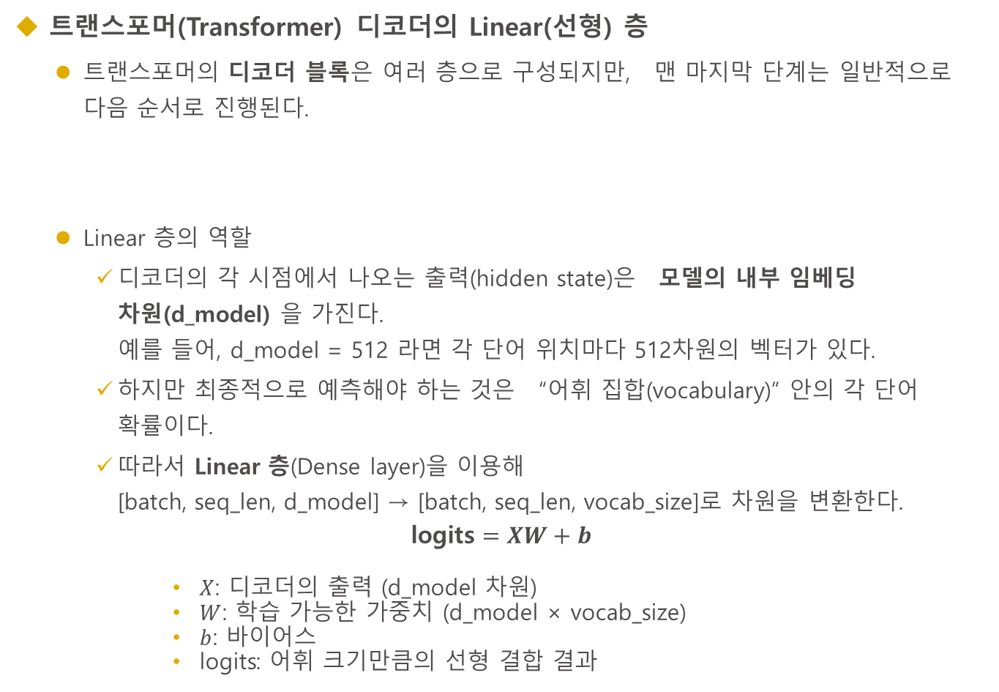 트랜스포머(Transformer) 디코더의 Linear(선형) 층
트랜스포머의 디코더 블록은 여러 층으로 구성되지만, 맨 마지막 단계는 일반적으로
다음 순서로 진행된다.
Linear 층의 역할
디코더의 각 시점에서 나오는 출력(hidden state)은 모델의 내부 임베딩
차원(d_model) 을 가진다.
예를 들어, d_model = 512 라면 각 단어 위치마다 512차원의 벡터가 있다.
하지만 최종적으로 예측해야 하는 것은 “어휘 집합(vocabulary)” 안의 각 단어
확률이다.
따라서 Linear 층(Dense layer)을 이용해
[batch, seq_len, d_model] → [batch, seq_len, vocab_size]로 차원을 변환한다.
logits = XW + b
X: 디코더의 출력 (d_model 차원)
W: 학습 가능한 가중치 (d_model × vocab_size)
b: 바이어스
logits: 어휘 크기만큼의 선형 결합 결과